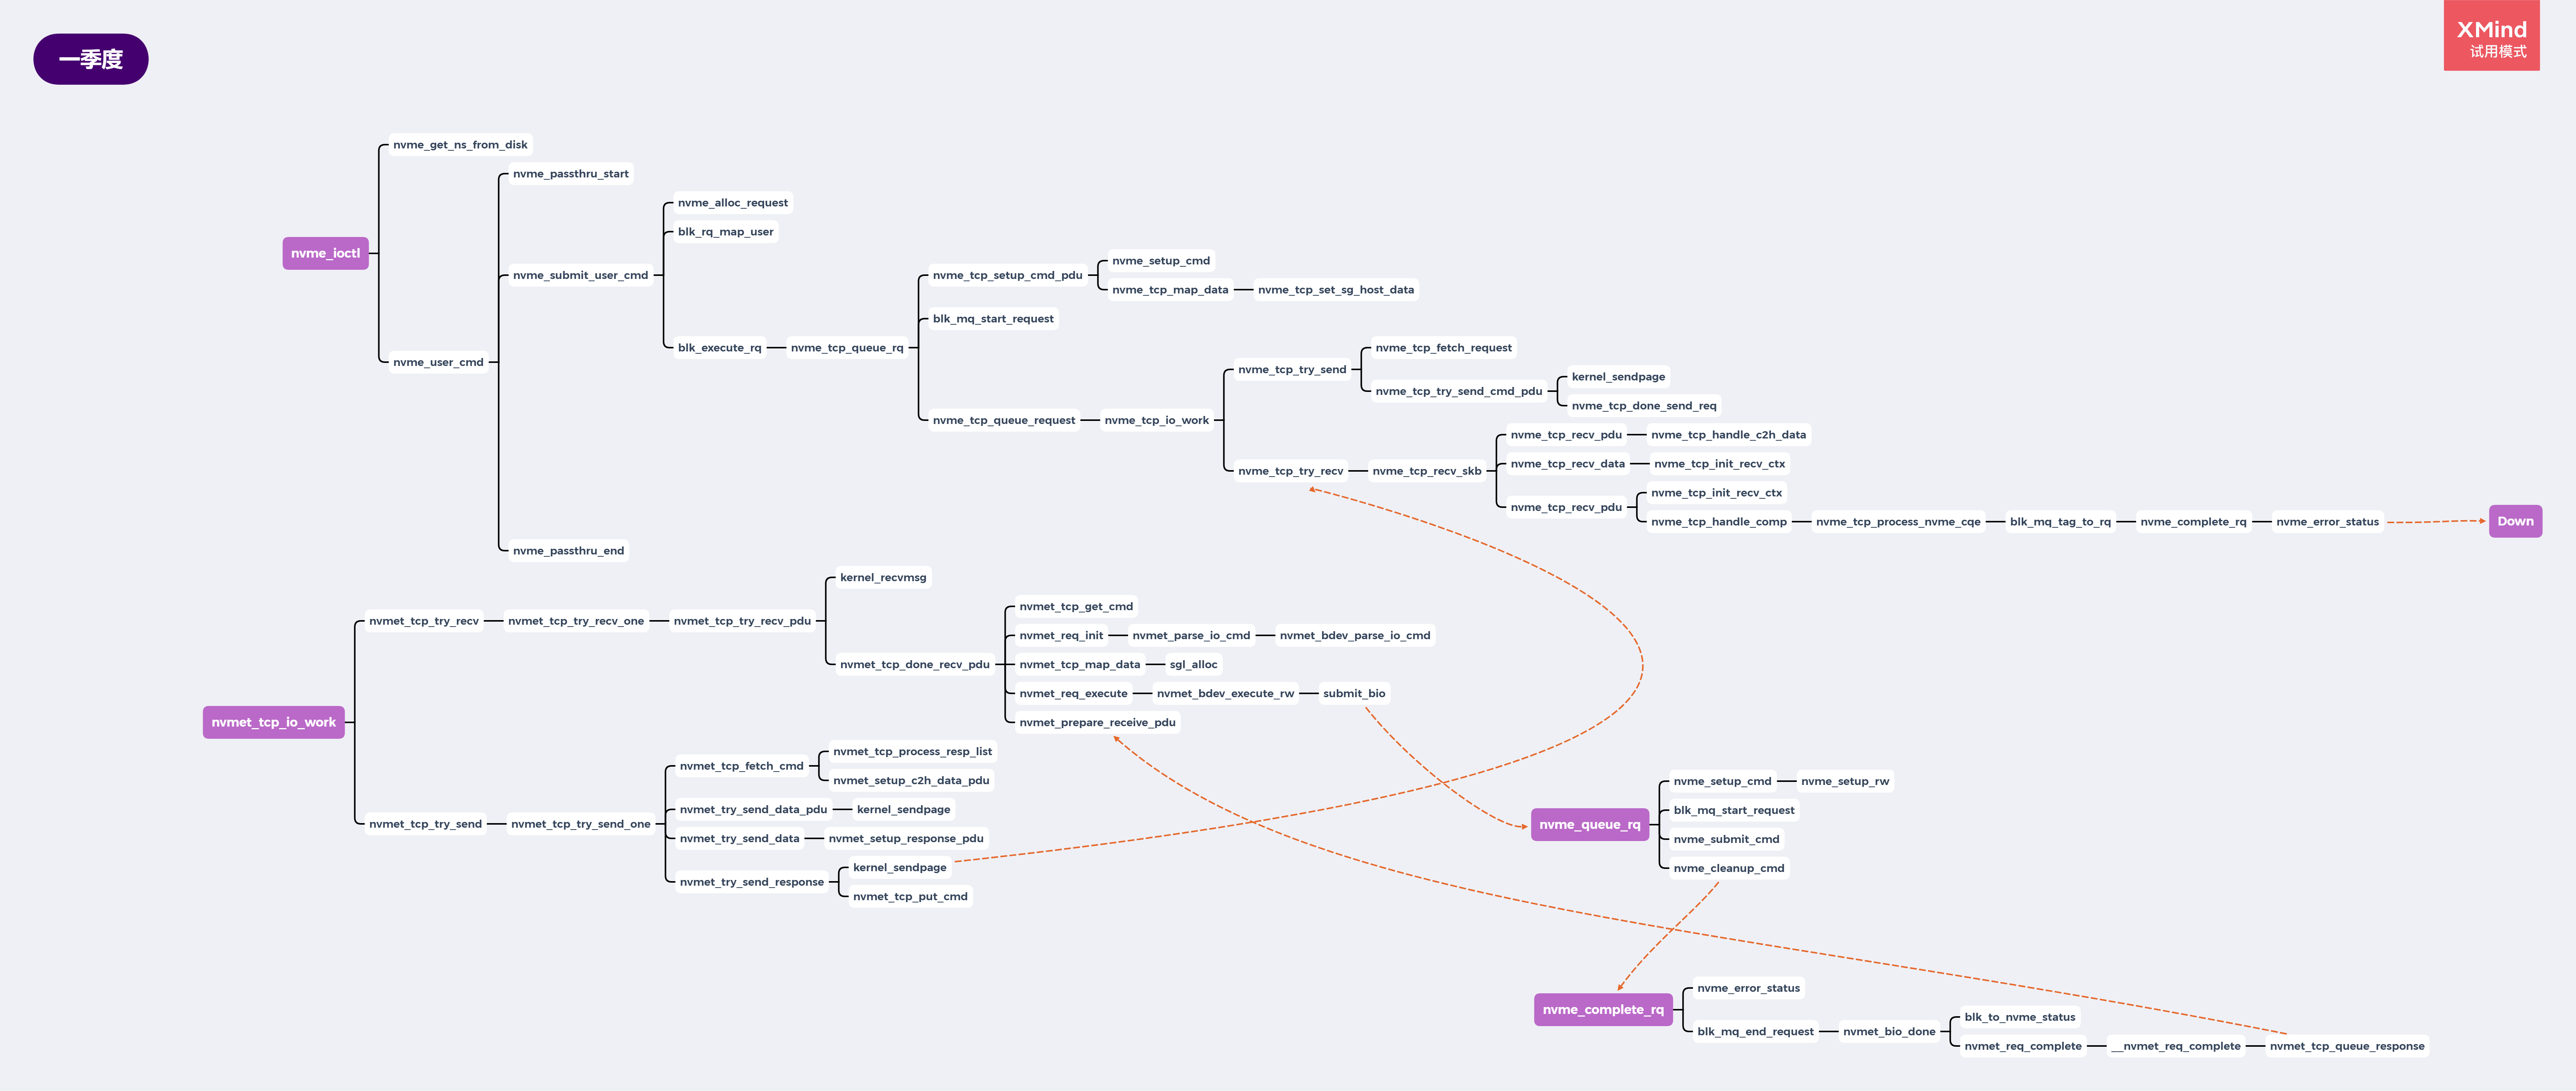 一季度
XMind
试用模式
nvme_ioctl
nvme_get_ns_from_disk
nvme_user_cmd
nvme_passthru_start
nvme_submit_user_cmd
nvme_alloc_request
blk_rq_map_user
blk_execute_rq
nvme_tcp_queue_rq
nvme_tcp_setup_cmd_pdu
nvme_setup_cmd
nvme_tcp_map_data
nvme_tcp_set_sg_host_data
blk_mq_start_request
nvme_tcp_queue_request
nvme_tcp_io_work
nvme_tcp_try_send
nvme_tcp_fetch_request
nvme_tcp_try_send_cmd_pdu
kernel_sendpage
nvme_tcp_done_send_req
nvme_tcp_try_recv
nvme_tcp_recv_skb
nvme_tcp_recv_pdu
nvme_tcp_handle_c2h_data
nvme_tcp_recv_data
nvme_tcp_init_recv_ctx
nvme_tcp_recv_pdu
nvme_tcp_init_recv_ctx
nvme_tcp_handle_comp
nvme_tcp_process_nvme_cqe
blk_mq_tag_to_rq
nvme_complete_rq
nvme_error_status
Down
nvme_passthru_end
nvmet_tcp_io_work
nvmet_tcp_try_recv
nvmet_tcp_try_recv_one
nvmet_tcp_try_recv_pdu
kernel_recvmsg
nvmet_tcp_done_recv_pdu
nvmet_tcp_get_cmd
nvmet_req_init
nvmet_parse_io_cmd
nvmet_bdev_parse_io_cmd
nvmet_tcp_map_data
sgl_alloc
nvmet_req_execute
nvmet_bdev_execute_rw
submit_bio
nvmet_prepare_receive_pdu
nvmet_tcp_try_send
nvmet_tcp_try_send_one
nvmet_tcp_fetch_cmd
nvmet_tcp_process_resp_list
nvmet_setup_c2h_data_pdu
nvmet_try_send_data_pdu
kernel_sendpage
nvmet_try_send_data
nvmet_setup_response_pdu
nvmet_try_send_response
kernel_sendpage
nvmet_tcp_put_cmd
nvme_queue_rq
nvme_setup_cmd
nvme_setup_rw
blk_mq_start_request
nvme_submit_cmd
nvme_cleanup_cmd
nvme_complete_rq
nvme_error_status
blk_mq_end_request
nvmet_bio_done
blk_to_nvme_status
nvmet_req_complete
__nvmet_req_complete
nvmet_tcp_queue_response